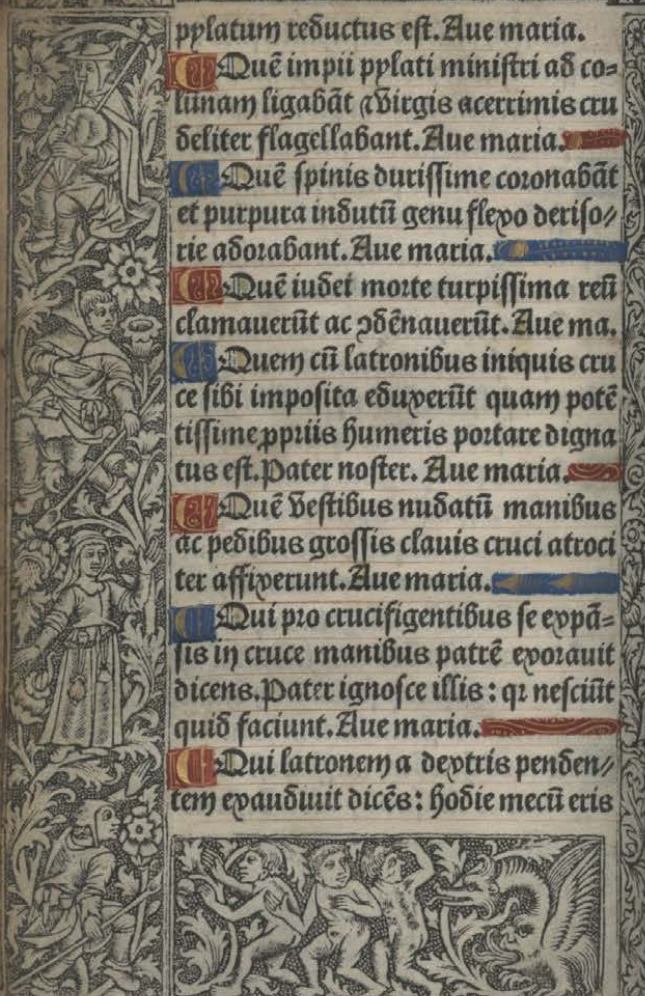 pylatum reductus est. Aue maria.
Quē impii pylati ministri ad co=
lunam ligabāt ⁊ virgis acerrimis cru
deliter flagellabant. Aue maria.
Quē spinis durissime coronabāt
et purpura indutū genu flexo deriso//
rie adorabant. Aue maria.
Quē iudei morte turpissima reū
clamauerūt ac ꝯdēnauerūt. Aue ma.
Quem cū latronibus iniquis cru
ce sibi imposita eduxerūt quam potē
tissime ꝓpriis humeris portare digna
tus est. Pater noster. Aue maria.
Quē vestibus nudatū manibus
ac pedibus grossis clauis cruci atroci
ter affixerunt. Aue maria.
Qui pro crucifigentibus se expā=
sis in cruce manibus patrē exorauit
dicens. Pater ignosce illis: qꝛ nesciūt
quid faciunt. Aue maria.
Qui latronem a dextris penden//
tem exaudiuit dicēs: hodie mecū eris